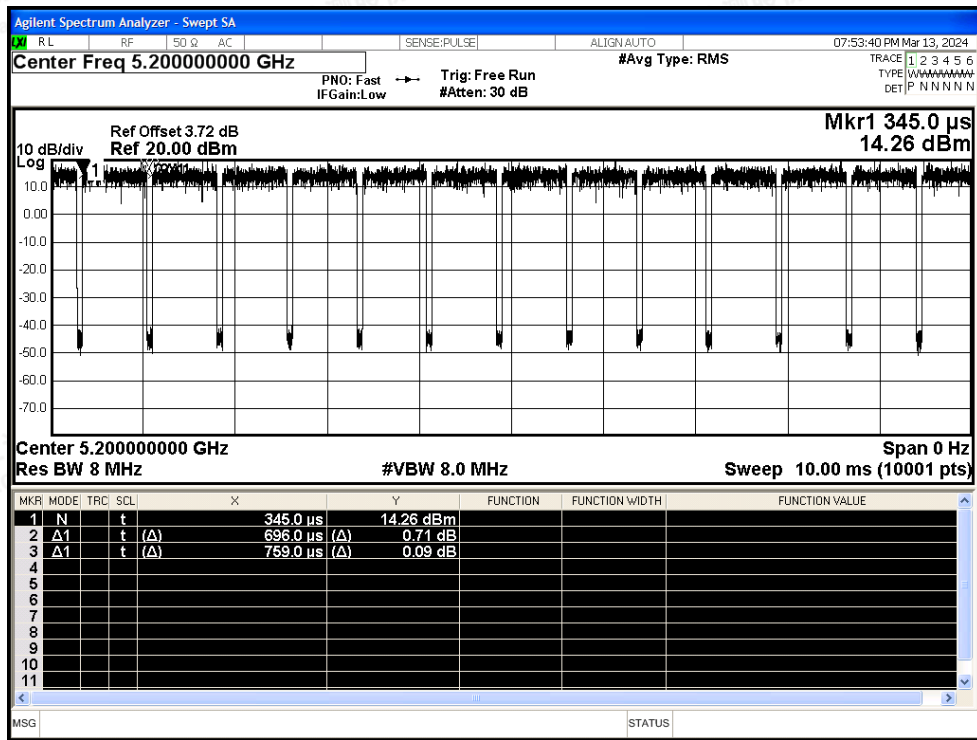 Agilent Spectrum Analyzer - Swept SA
LXI RL RF 50 Ω AC SENSE:PULSE ALIGN AUTO 07:53:40 PM Mar 13, 2024
Center Freq 5.200000000 GHz
#Avg Type: RMS
TRACE 1 2 3 4 5 6
PNO: Fast
Trig: Free Run
TYPE WWWWWW
IFGain:Low
#Atten: 30 dB
DET P N N N N N
Mkr1 345.0 µs
14.26 dBm
Ref Offset 3.72 dB
10 dB/div Ref 20.00 dBm
Log
1
10.0
0.00
-10.0
-20.0
-30.0
-40.0
-50.0
-60.0
-70.0
Center 5.200000000 GHz Span 0 Hz
Res BW 8 MHz #VBW 8.0 MHz Sweep 10.00 ms (10001 pts)
MKR MODE TRC SCL X Y FUNCTION FUNCTION WIDTH FUNCTION VALUE
1 N t 345.0 µs 14.26 dBm
2 Δ1 t (Δ) 696.0 µs (Δ) 0.71 dB
3 Δ1 t (Δ) 759.0 µs (Δ) 0.09 dB
4
5
6
7
8
9
10
11
MSG STATUS